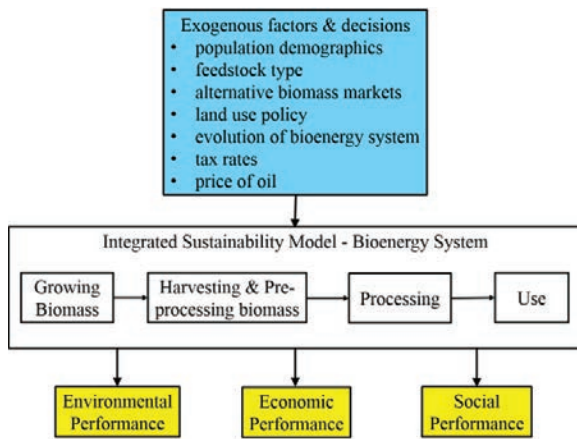 Exogenous factors & decisions
• population demographics
• feedstock type
• alternative biomass markets
• land use policy
• evolution of bioenergy system
• tax rates
• price of oil
Integrated Sustainability Model - Bioenergy System
Growing
Biomass
Harvesting & Pre-
processing biomass
Processing
Use
Environmental
Performance
Economic
Performance
Social
Performance